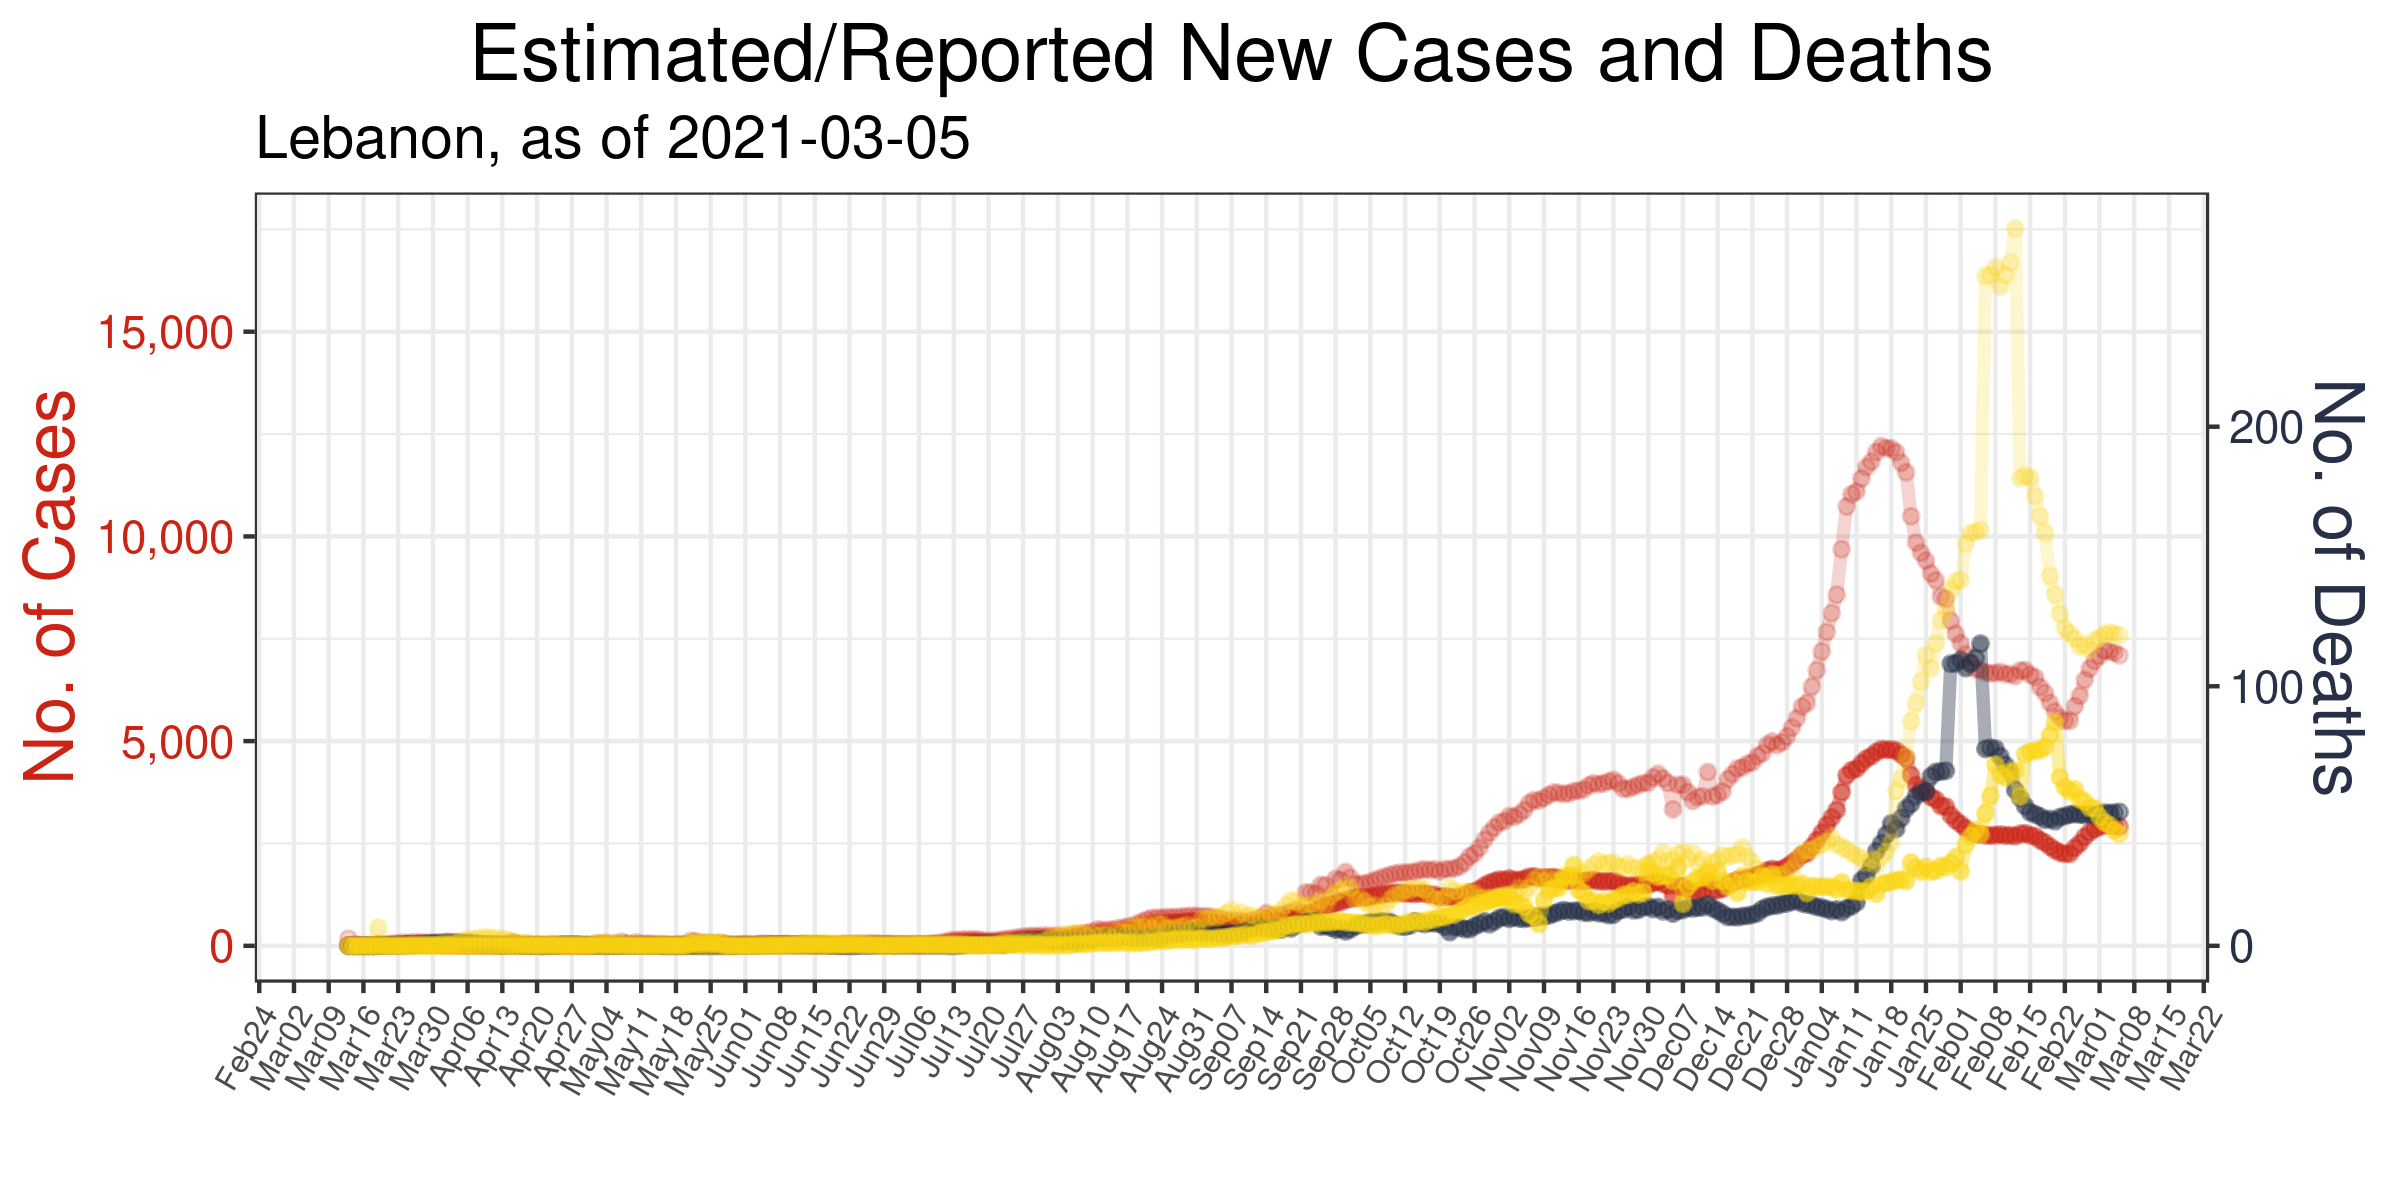 Estimated/Reported New Cases and Deaths
Lebanon, as of 2021-03-05
No. of Cases
15,000
10,000
5,000
0
200
100
0
No. of Deaths
Feb24
Mar02
Mar09
Mar16
Mar23
Mar30
Apr06
Apr13
Apr20
Apr27
May04
May11
May18
May25
Jun01
Jun08
Jun15
Jun22
Jun29
Jul06
Jul13
Jul20
Jul27
Aug03
Aug10
Aug17
Aug24
Aug31
Sep07
Sep14
Sep21
Sep28
Oct05
Oct12
Oct19
Oct26
Nov02
Nov09
Nov16
Nov23
Nov30
Dec07
Dec14
Dec21
Dec28
Dec04
Jan11
Jan18
Jan25
Feb01
Feb08
Feb15
Feb22
Mar01
Mar08
Mar15
Mar22